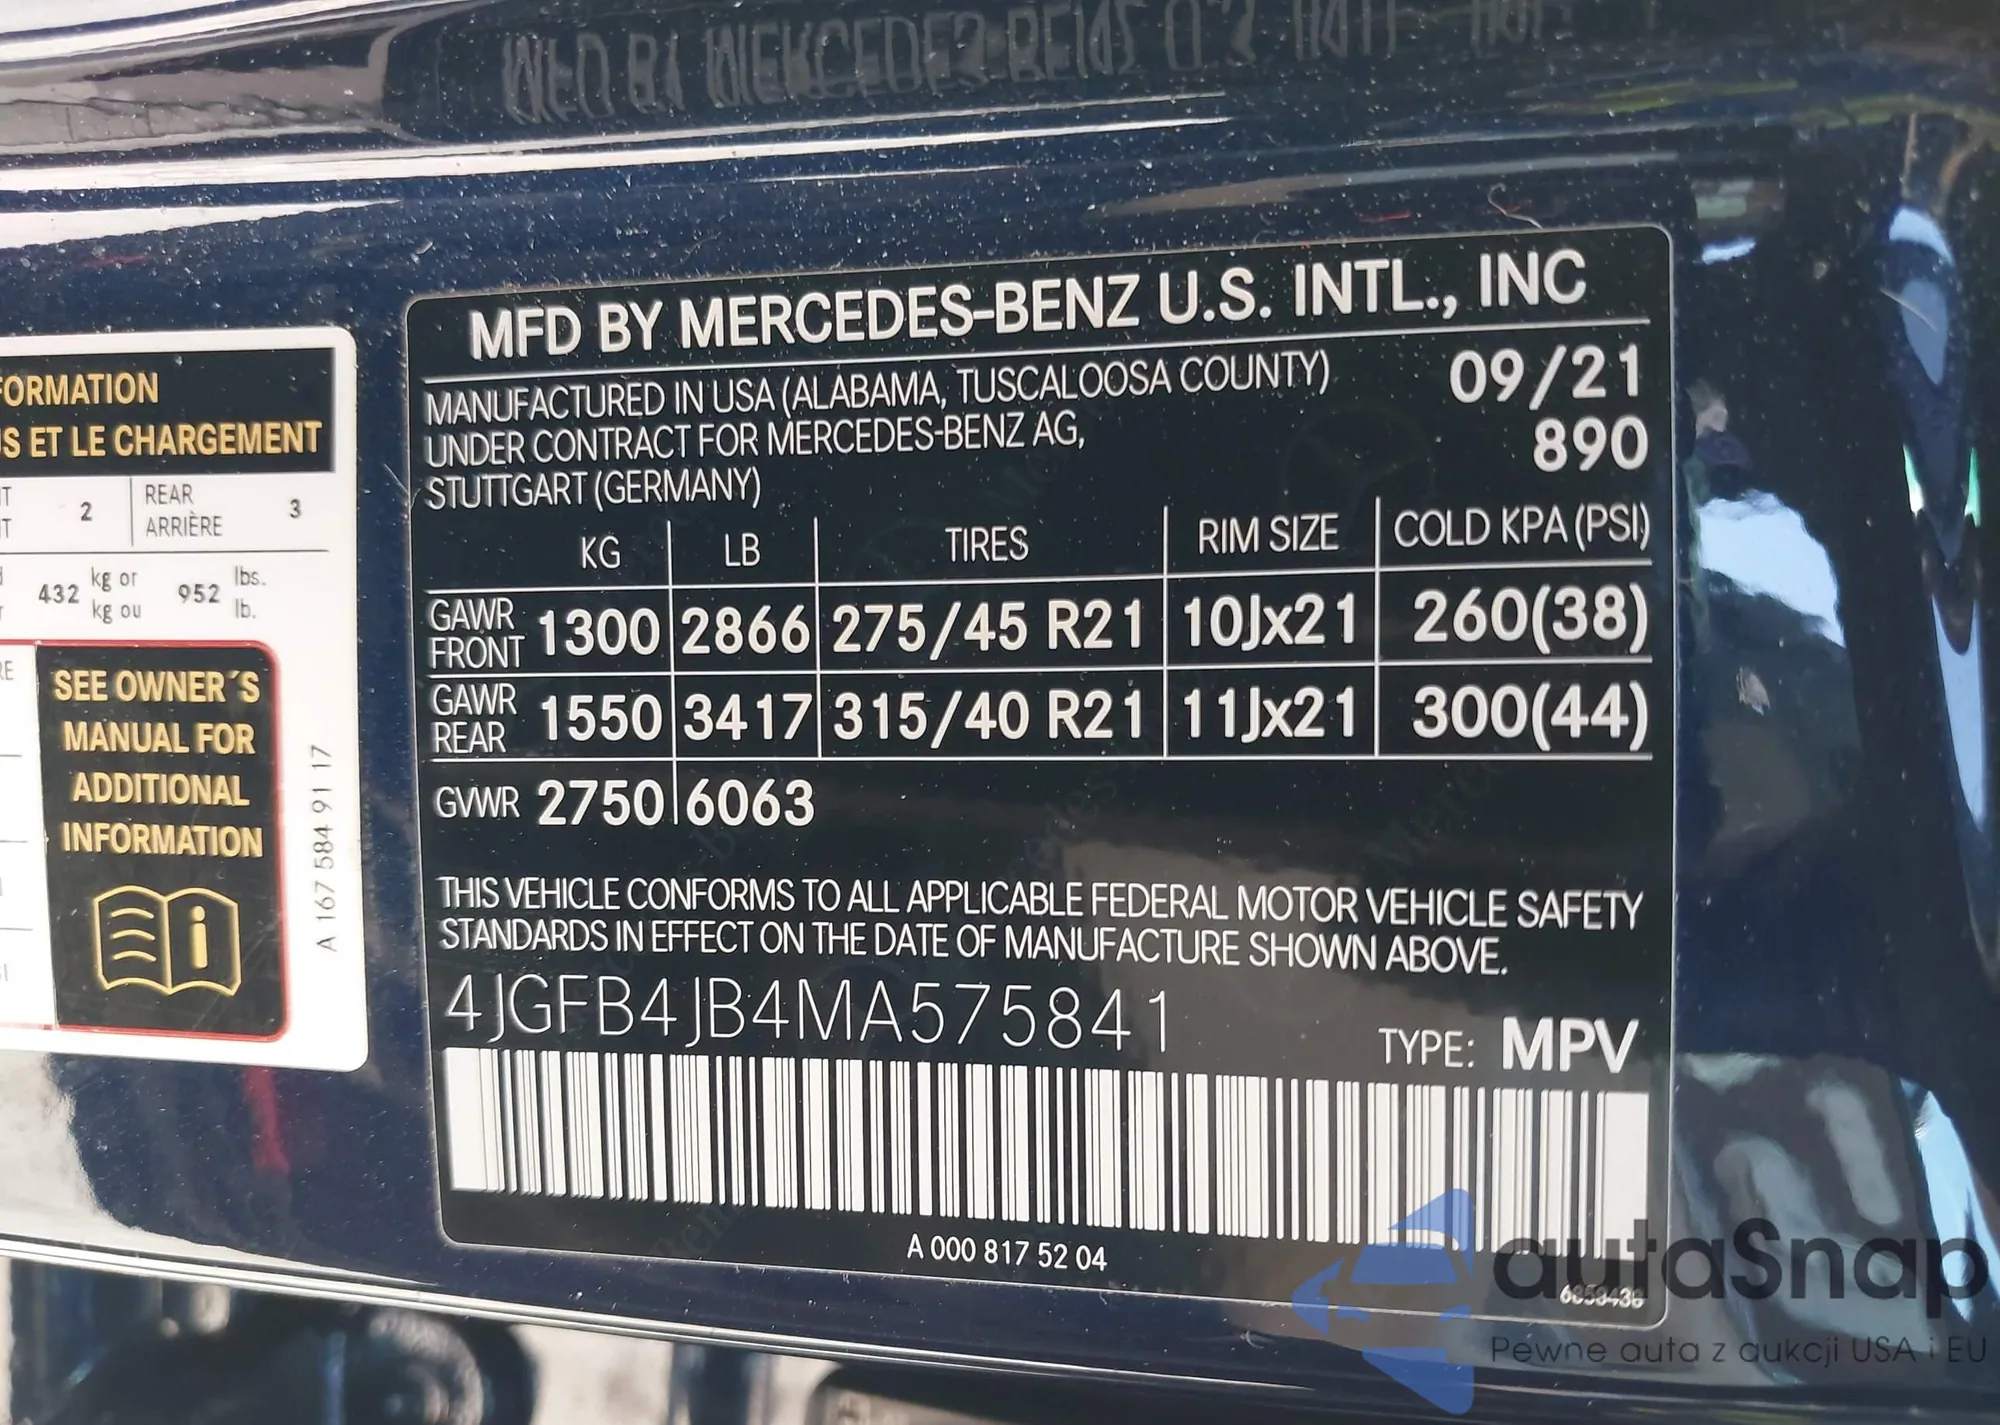 MFD BY MERCEDES-BENZ U.S. INTL., INC
MANUFACTURED IN USA (ALABAMA, TUSCALOOSA COUNTY) 09/21
UNDER CONTRACT FOR MERCEDES-BENZ AG, 890
STUTTGART (GERMANY)
KG LB TIRES RIM SIZE COLD KPA (PSI)
GAWR FRONT 1300 2866 275/45 R21 10Jx21 260(38)
GAWR REAR 1550 3417 315/40 R21 11Jx21 300(44)
GVWR 2750 6063
THIS VEHICLE CONFORMS TO ALL APPLICABLE FEDERAL MOTOR VEHICLE SAFETY
STANDARDS IN EFFECT ON THE DATE OF MANUFACTURE SHOWN ABOVE.
4JGFB4JB4MA575841
TYPE: MPV
A 000 817 52 04
ET LE CHARGEMENT
2 REAR 3
ARRIÈRE
432 kg or 952 lbs.
kg ou lb.
SEE OWNER´S
MANUAL FOR
ADDITIONAL
INFORMATION
i
A 167 584 91 17
autaSnap
Pewne auta z aukcji USA i EU